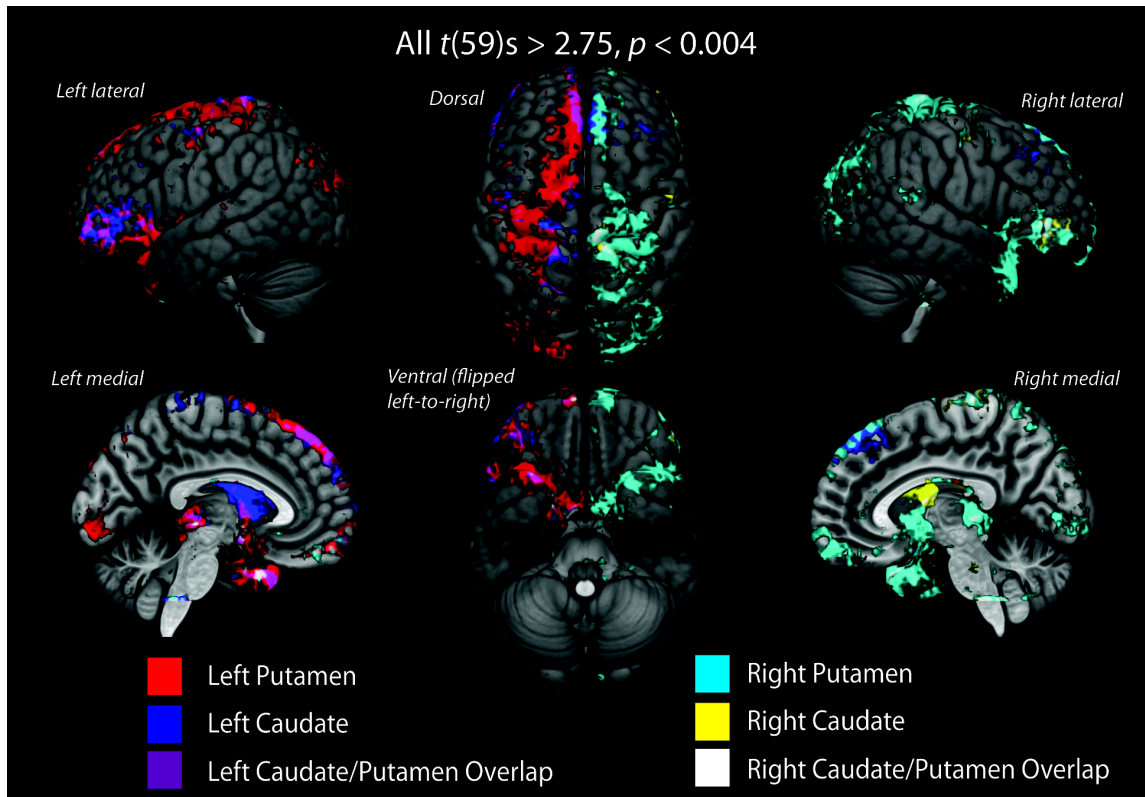 All t(59)s > 2.75, p < 0.004
Left lateral
Dorsal
Right lateral
Left medial
Ventral (flipped
left-to-right)
Right medial
Left Putamen
Left Caudate
Left Caudate/Putamen Overlap
Right Putamen
Right Caudate
Right Caudate/Putamen Overlap